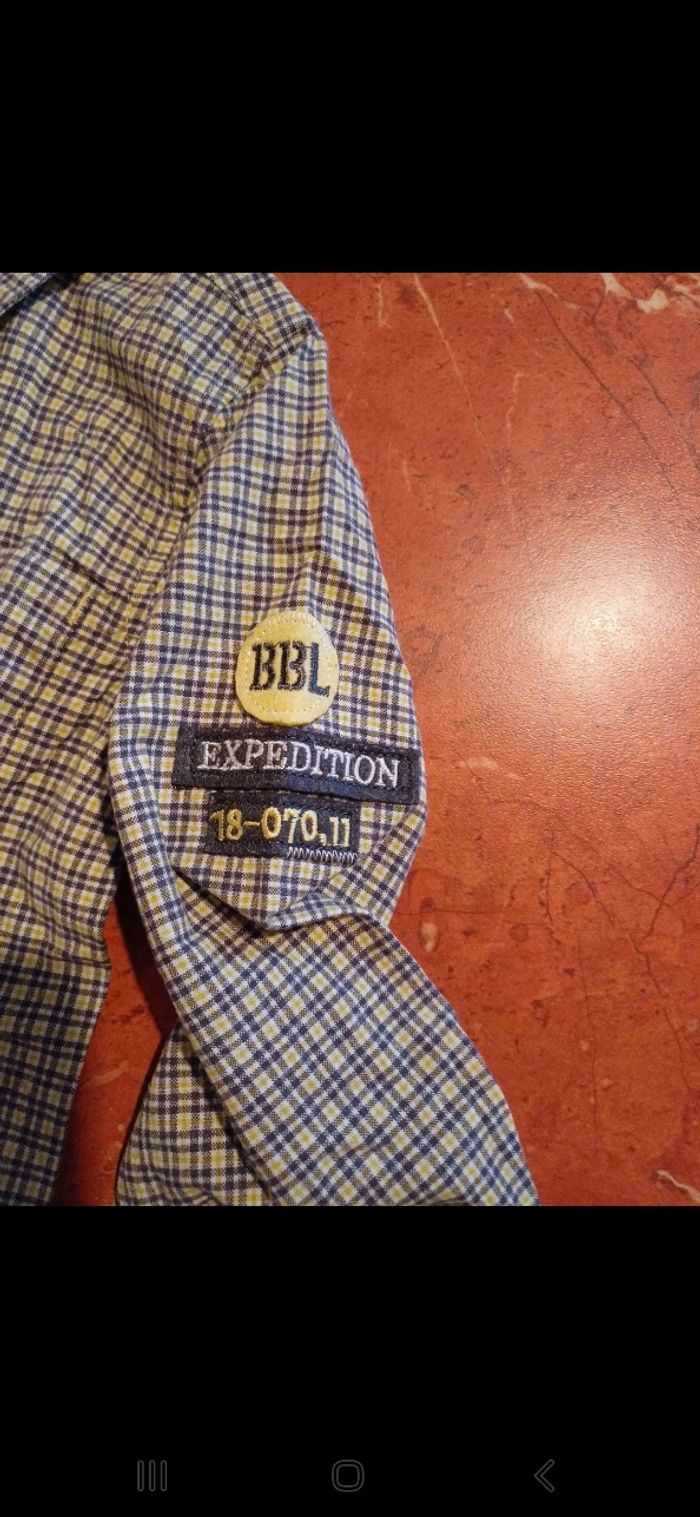 BBL
EXPEDITION
18-070,11